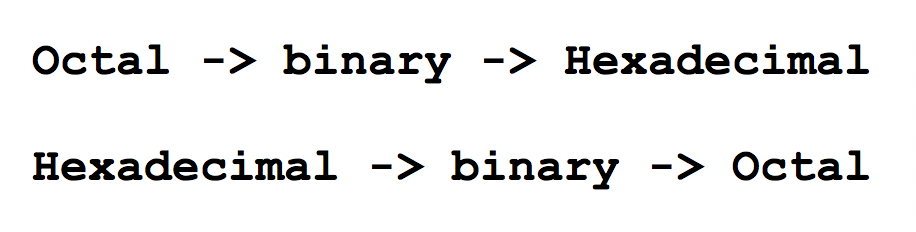 Octal -> binary -> Hexadecimal
Hexadecimal -> binary -> Octal